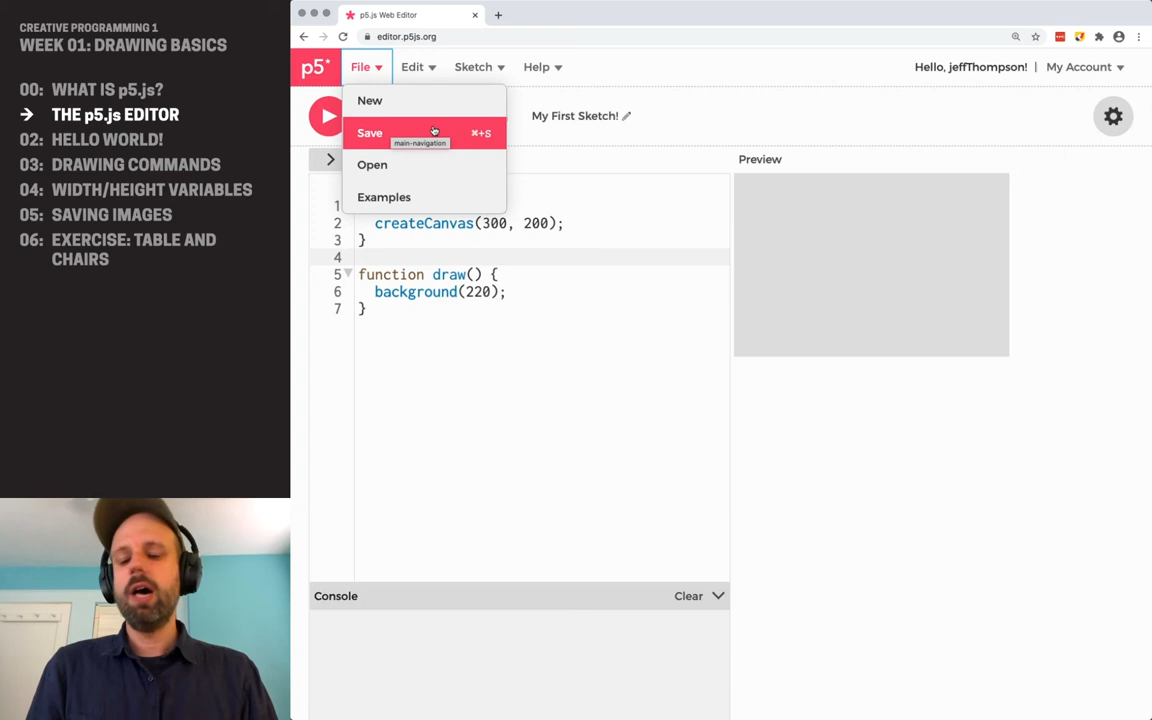 CREATIVE PROGRAMMING 1
WEEK 01: DRAWING BASICS
00: WHAT IS p5.js?
→ THE p5.js EDITOR
02: HELLO WORLD!
03: DRAWING COMMANDS
04: WIDTH/HEIGHT VARIABLES
05: SAVING IMAGES
06: EXERCISE: TABLE AND
CHAIRS
p5.js Web Editor
editor.p5js.org
p5* File Edit Sketch Help Hello, jeffThompson! My Account
New
Save ⌘+S
main-navigation
Open
Examples
My First Sketch!
Preview
1
2 createCanvas(300, 200);
3 }
4
5 function draw() {
6 background(220);
7 }
Console Clear